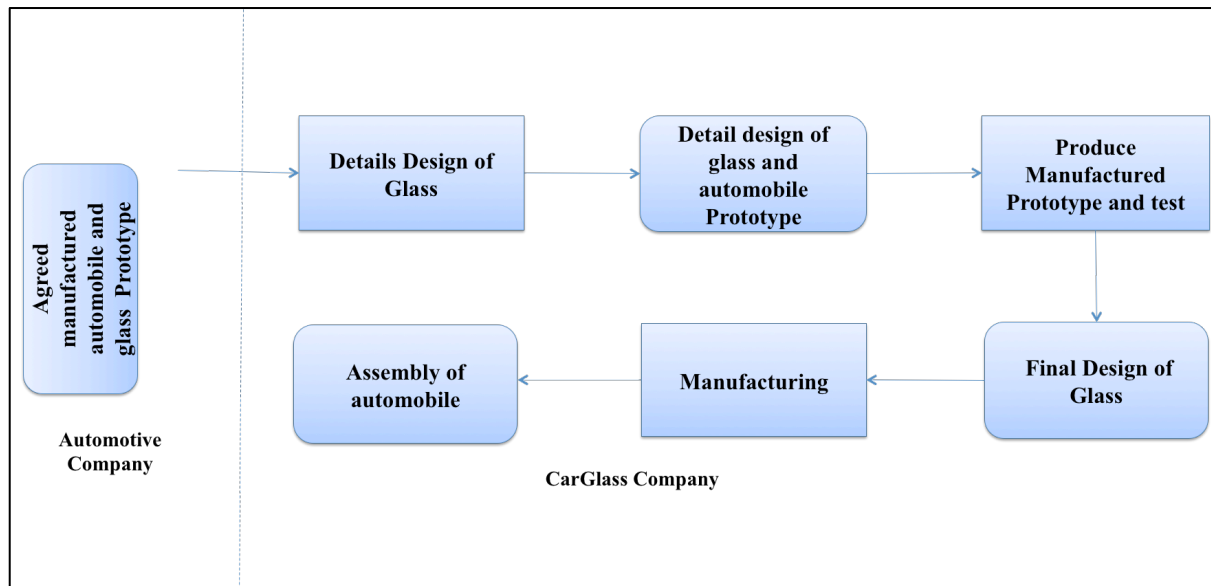 Agreed
manufactured
automobile and
glass Prototype
Automotive
Company
Details Design of
Glass
Detail design of
glass and
automobile
Prototype
Produce
Manufactured
Prototype and test
Final Design of
Glass
Manufacturing
Assembly of
automobile
CarGlass Company